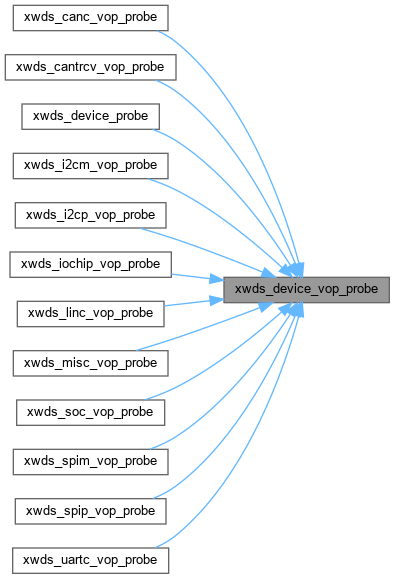 xwds_canc_vop_probe
xwds_cantrcv_vop_probe
xwds_device_probe
xwds_i2cm_vop_probe
xwds_i2cp_vop_probe
xwds_iochip_vop_probe
xwds_device_vop_probe
xwds_linc_vop_probe
xwds_misc_vop_probe
xwds_soc_vop_probe
xwds_spim_vop_probe
xwds_spip_vop_probe
xwds_uartc_vop_probe